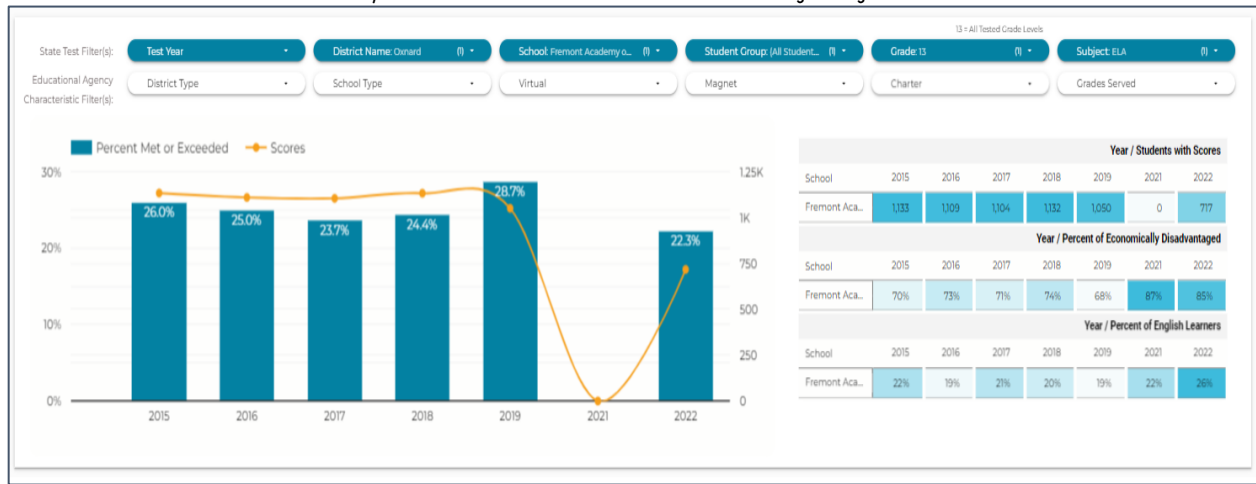 13 = All Tested Grade Levels
State Test Filter(s):
Test Year
District Name: Oxnard (1)
School: Fremont Academy o... (1)
Student Group: (All Student... (1)
Grade: 13 (1)
Subject: ELA (1)
Educational Agency
Characteristic Filter(s):
District Type
School Type
Virtual
Magnet
Charter
Grades Served
Percent Met or Exceeded
Scores
30%
20%
10%
0%
1.25K
1K
750
500
250
0
26.0%
25.0%
23.7%
24.4%
28.7%
22.3%
2015 2016 2017 2018 2019 2021 2022
Year / Students with Scores
School 2015 2016 2017 2018 2019 2021 2022
Fremont Aca... 1,133 1,109 1,104 1,132 1,050 0 717
Year / Percent of Economically Disadvantaged
School 2015 2016 2017 2018 2019 2021 2022
Fremont Aca... 70% 73% 71% 74% 68% 87% 85%
Year / Percent of English Learners
School 2015 2016 2017 2018 2019 2021 2022
Fremont Aca... 22% 19% 21% 20% 19% 22% 26%